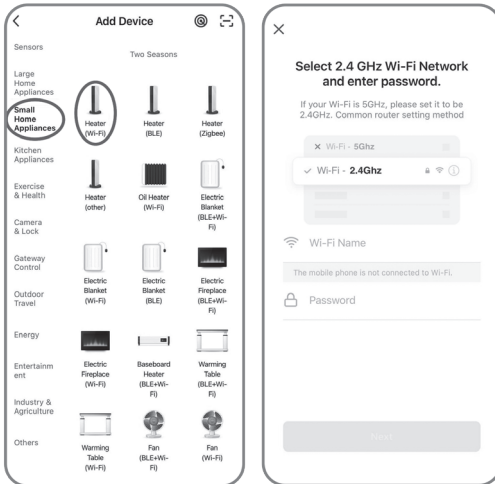 Add Device
Sensors
Large
Home
Appliances
Small
Home
Appliances
Kitchen
Appliances
Exercise
& Health
Camera
& Lock
Gateway
Control
Outdoor
Travel
Energy
Entertainm
ent
Industry &
Agriculture
Others
Two Seasons
Heater
(Wi-Fi)
Heater
(BLE)
Heater
(Zigbee)
Heater
(other)
Oil Heater
(Wi-Fi)
Electric
Blanket
(BLE+Wi-
Fi)
Electric
Blanket
(Wi-Fi)
Electric
Blanket
(BLE)
Electric
Fireplace
(BLE+Wi-
Fi)
Electric
Fireplace
(Wi-Fi)
Baseboard
Heater
(BLE+Wi-
Fi)
Warming
Table
(BLE+Wi-
Fi)
Warming
Table
(Wi-Fi)
Fan
(BLE+Wi-
Fi)
Fan
(Wi-Fi)
Select 2.4 GHz Wi-Fi Network
and enter password.
If your Wi-Fi is 5GHz, please set it to be
2.4GHz. Common router setting method
Wi-Fi - 5Ghz
Wi-Fi - 2.4Ghz
Wi-Fi Name
The mobile phone is not connected to Wi-Fi.
Password
Next